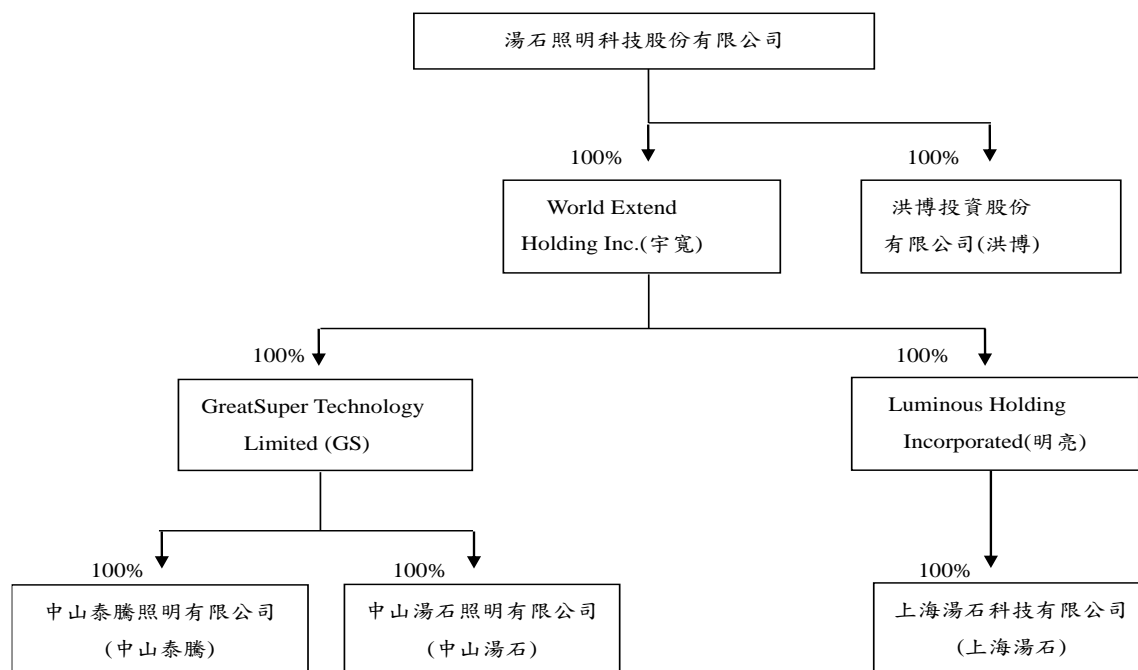 湯石照明科技股份有限公司
100%
100%
World Extend
Holding Inc.(宇寬)
洪博投資股份
有限公司(洪博)
100%
100%
GreatSuper Technology
Limited (GS)
Luminous Holding
Incorporated(明亮)
100%
100%
100%
中山泰騰照明有限公司
(中山泰騰)
中山湯石照明有限公司
(中山湯石)
上海湯石科技有限公司
(上海湯石)